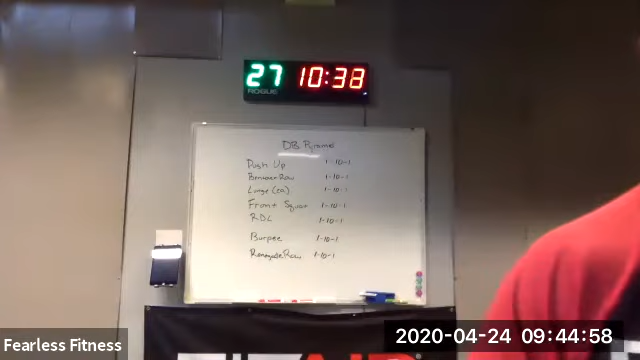 27 10:38
ROGUE
DB Pyramid
Push Up 1-10-1
Bentover Row 1-10-1
Lunge (ea) 1-10-1
Front Squat 1-10-1
RDL 1-10-1
Burpee 1-10-1
Renegade Row 1-10-1
2020-04-24 09:44:58
Fearless Fitness